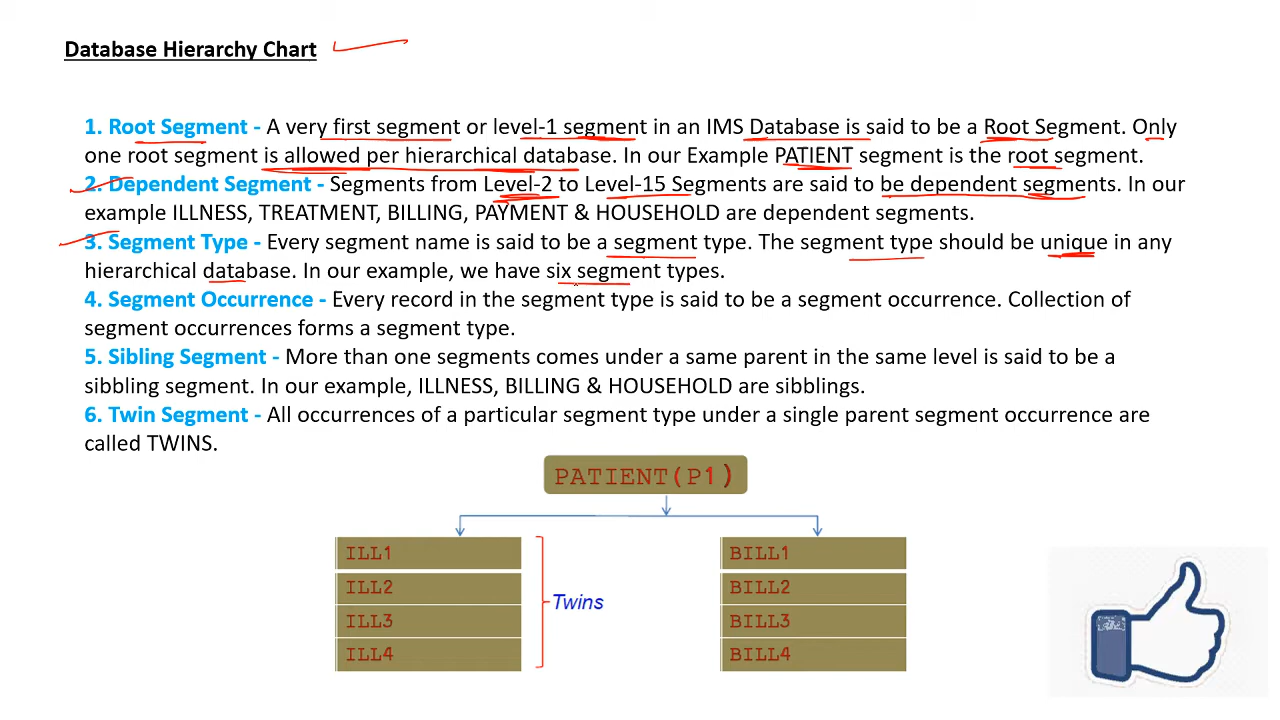 Database Hierarchy Chart
1. Root Segment - A very first segment or level-1 segment in an IMS Database is said to be a Root Segment. Only
one root segment is allowed per hierarchical database. In our Example PATIENT segment is the root segment.
2. Dependent Segment - Segments from Level-2 to Level-15 Segments are said to be dependent segments. In our
example ILLNESS, TREATMENT, BILLING, PAYMENT & HOUSEHOLD are dependent segments.
3. Segment Type - Every segment name is said to be a segment type. The segment type should be unique in any
hierarchical database. In our example, we have six segment types.
4. Segment Occurrence - Every record in the segment type is said to be a segment occurrence. Collection of
segment occurrences forms a segment type.
5. Sibling Segment - More than one segments comes under a same parent in the same level is said to be a
sibbling segment. In our example, ILLNESS, BILLING & HOUSEHOLD are sibblings.
6. Twin Segment - All occurrences of a particular segment type under a single parent segment occurrence are
called TWINS.
PATIENT(P1)
ILL1
ILL2
ILL3
ILL4
Twins
BILL1
BILL2
BILL3
BILL4